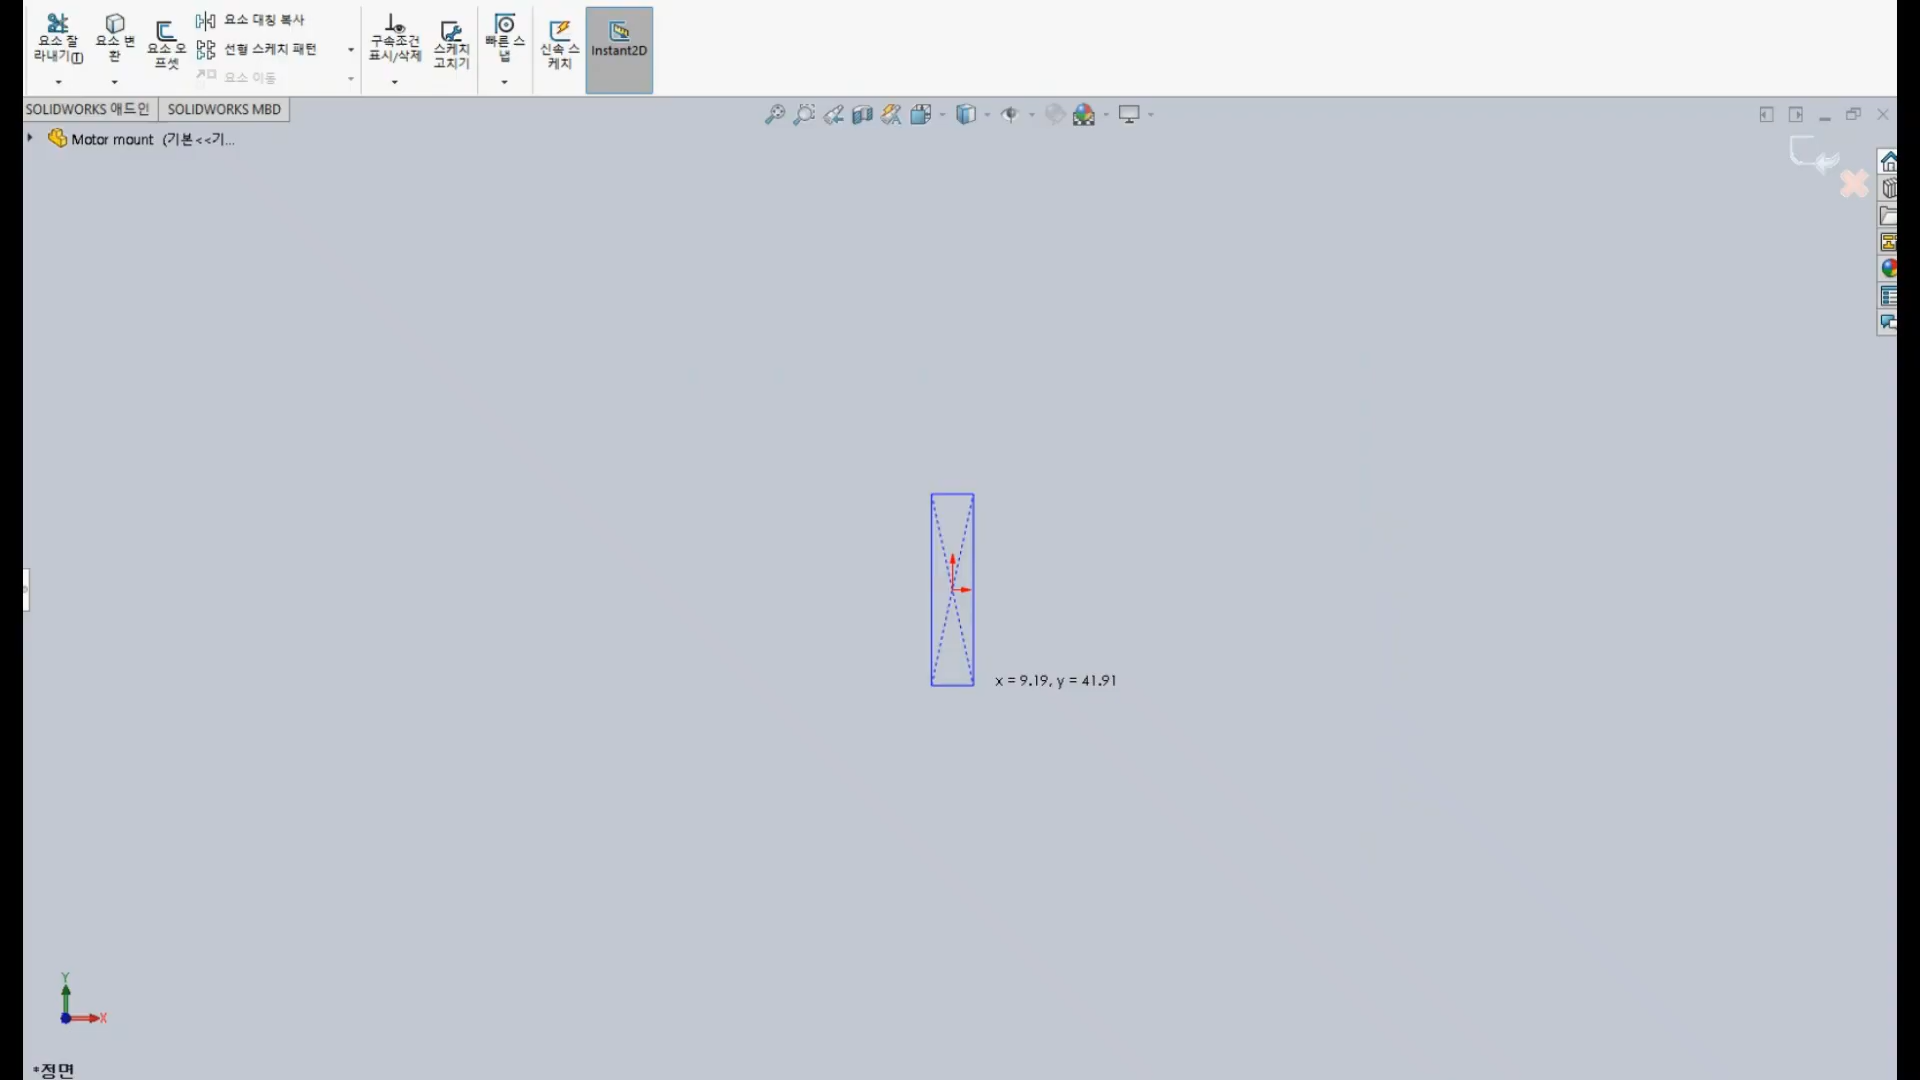 요소 잘
라내기(I)
요소 변
환
요소 오
프셋
요소 대칭 복사
선형 스케치 패턴
요소 이동
구속조건
표시/삭제
스케치
고치기
빠른 스
냅
신속 스
케치
Instant2D
SOLIDWORKS 애드인
SOLIDWORKS MBD
Motor mount (기본<<기...
x = 9.19, y = 41.91
Y
X
*정면